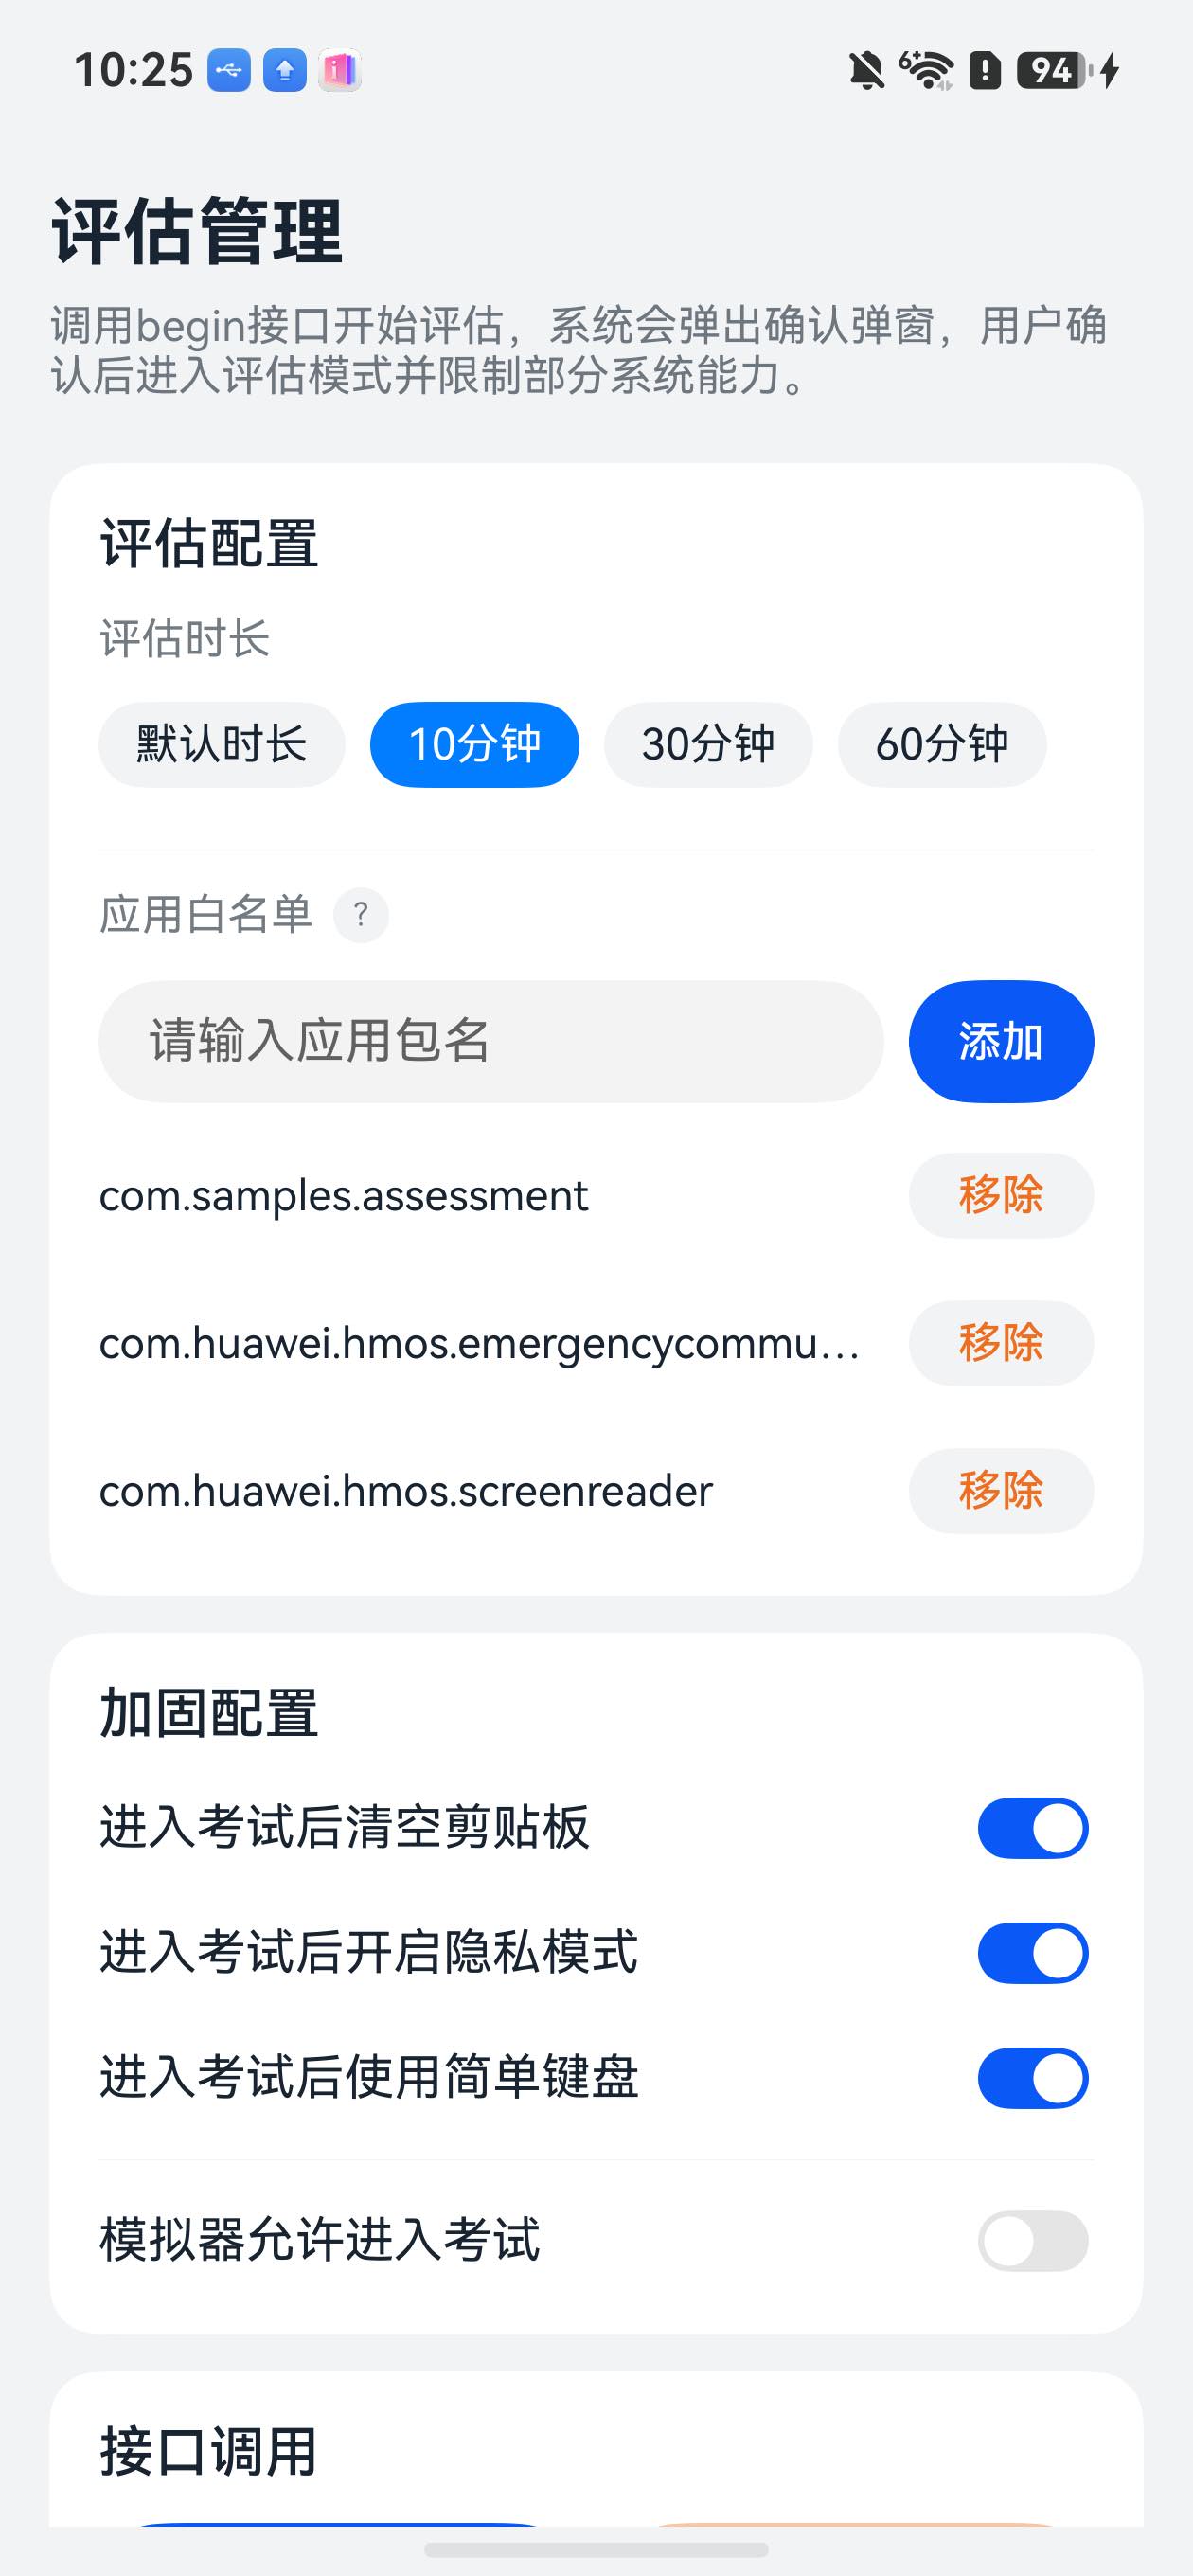 10:25
94
评估管理
调用begin接口开始评估，系统会弹出确认弹窗，用户确
认后进入评估模式并限制部分系统能力。
评估配置
评估时长
默认时长 10分钟 30分钟 60分钟
应用白名单 ?
请输入应用包名 添加
com.samples.assessment 移除
com.huawei.hmos.emergencycommu... 移除
com.huawei.hmos.screenreader 移除
加固配置
进入考试后清空剪贴板
进入考试后开启隐私模式
进入考试后使用简单键盘
模拟器允许进入考试
接口调用